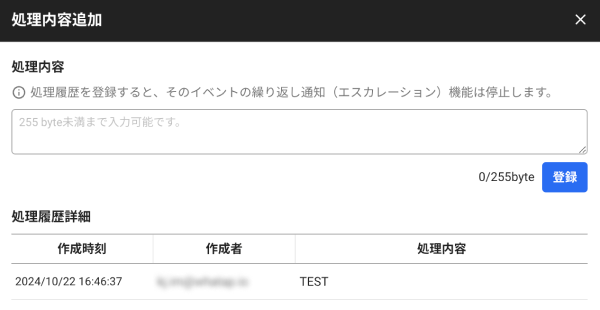 処理内容追加
処理内容
処理履歴を登録すると、そのイベントの繰り返し通知（エスカレーション）機能は停止します。
255 byte未満まで入力可能です。
0/255byte 登録
処理履歴詳細
作成時刻 作成者 処理内容
2024/10/22 16:46:37 TEST